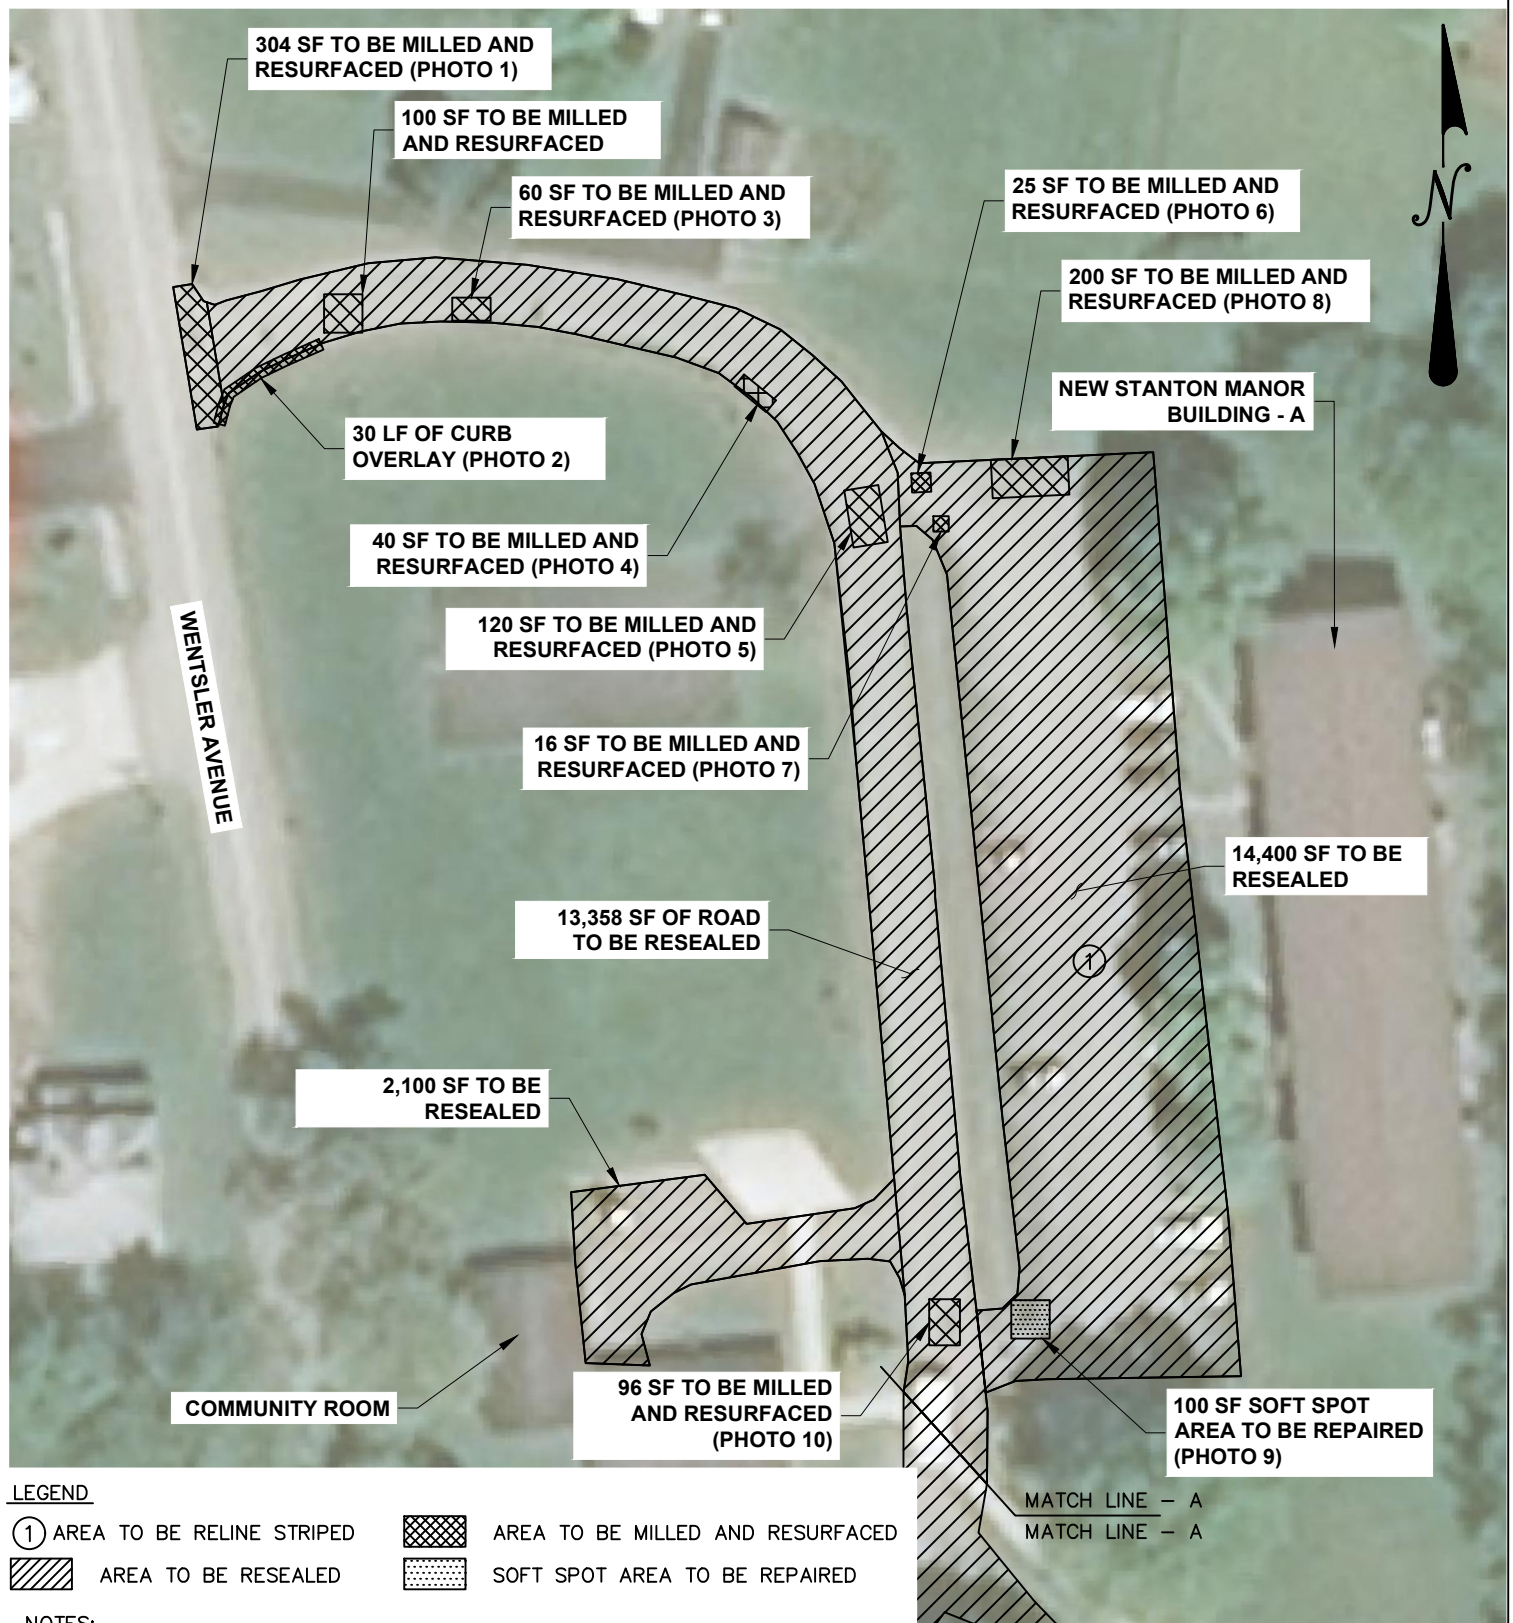 304 SF TO BE MILLED AND
RESURFACED (PHOTO 1)
100 SF TO BE MILLED
AND RESURFACED
60 SF TO BE MILLED AND
RESURFACED (PHOTO 3)
25 SF TO BE MILLED AND
RESURFACED (PHOTO 6)
N
200 SF TO BE MILLED AND
RESURFACED (PHOTO 8)
NEW STANTON MANOR
BUILDING - A
30 LF OF CURB
OVERLAY (PHOTO 2)
40 SF TO BE MILLED AND
RESURFACED (PHOTO 4)
120 SF TO BE MILLED AND
RESURFACED (PHOTO 5)
WENTSLER AVENUE
16 SF TO BE MILLED AND
RESURFACED (PHOTO 7)
14,400 SF TO BE
RESEALED
13,358 SF OF ROAD
TO BE RESEALED
1
2,100 SF TO BE
RESEALED
COMMUNITY ROOM
96 SF TO BE MILLED
AND RESURFACED
(PHOTO 10)
100 SF SOFT SPOT
AREA TO BE REPAIRED
(PHOTO 9)
MATCH LINE - A
MATCH LINE - A
LEGEND
1 AREA TO BE RELINE STRIPED
AREA TO BE MILLED AND RESURFACED
AREA TO BE RESEALED
SOFT SPOT AREA TO BE REPAIRED
NOTES: